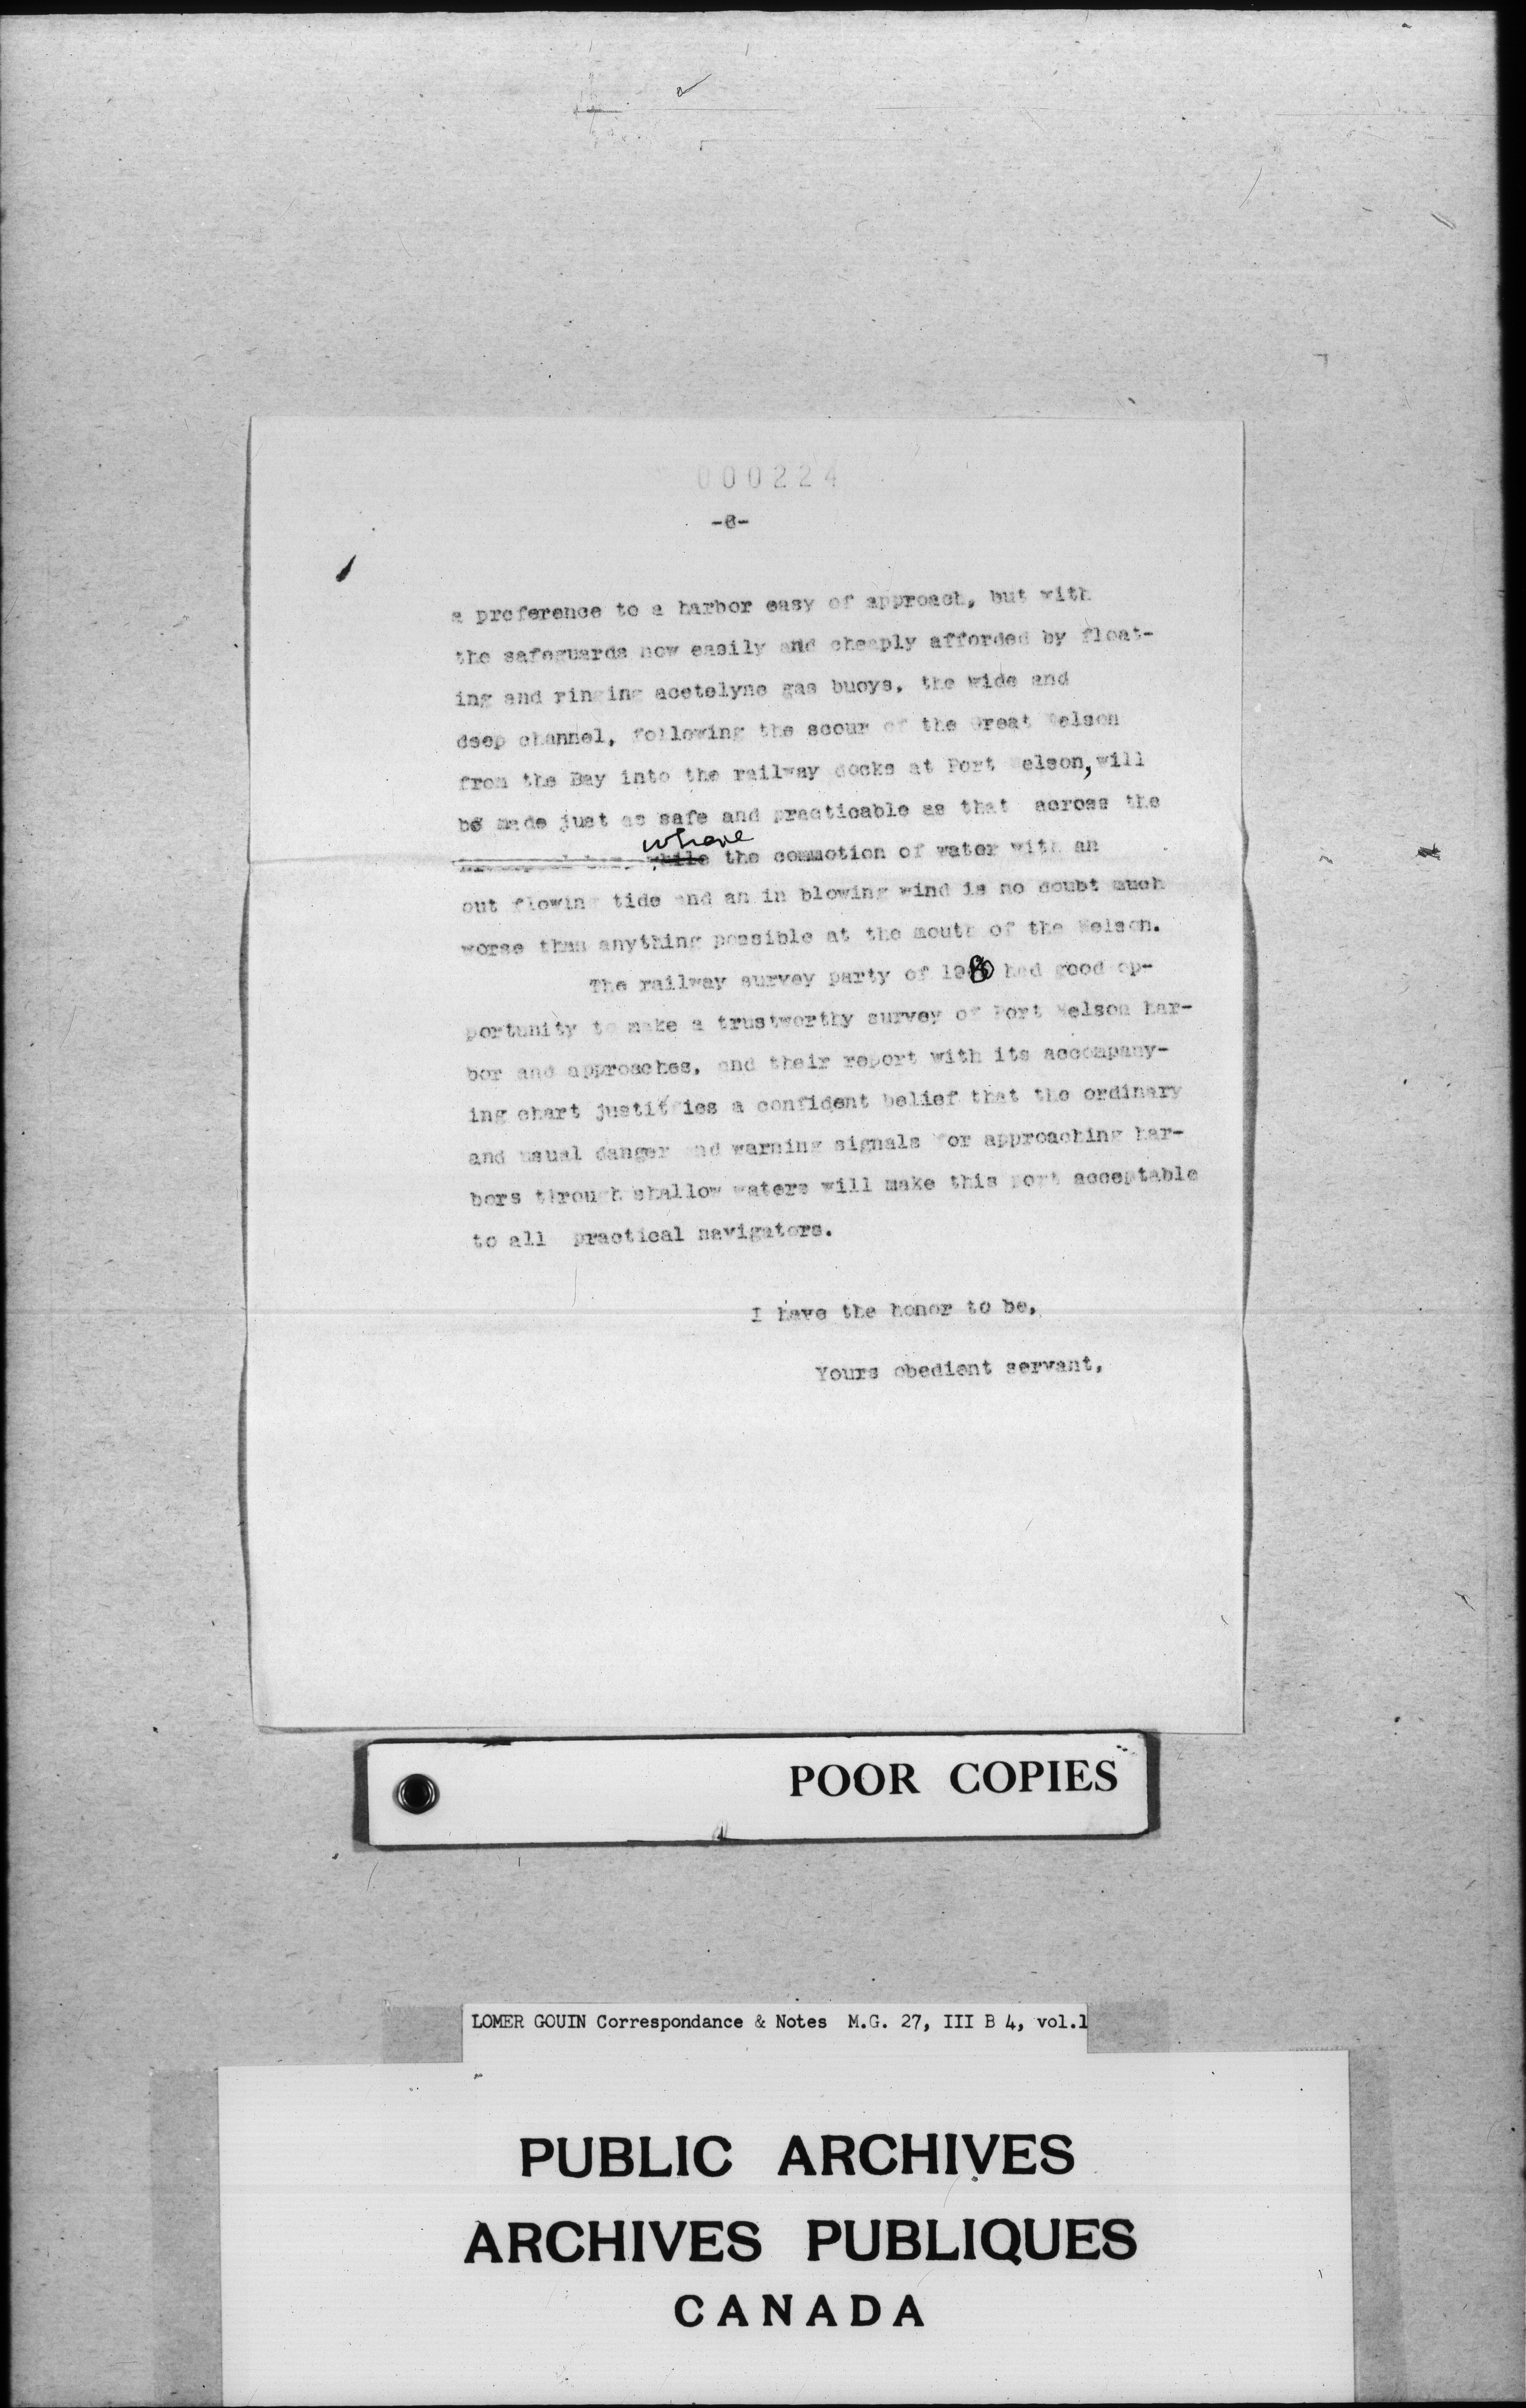 000224
a preference to a harbor easy of approach, but with
the safeguards now easily and cheaply afforded by float-
ing and ringing acetelyne gas buoys, the wide and
deep channel, following the scour of the Great Nelson
from the Bay into the railway docks at Port Nelson, will
be made just as safe and practicable as that across the
where
while the commotion of water with an
out flowing tide and an in blowing wind is no doubt much
worse than anything possible at the mouth of the Nelson.
The railway survey party of had good op-
portunity to make a trustworthy survey of Port Nelson har-
bor and approaches, and their report with its accompany-
ing chart justitfies a confident belief that the ordinary
and usual danger and warning signals for approaching har-
bors through shallow waters will make this port acceptable
to all practical navigators.
I have the honor to be,
Yours obedient servant,
POOR COPIES
LOMER GOUIN Correspondance & Notes M.G. 27, III B 4, vol.1
PUBLIC ARCHIVES
ARCHIVES PUBLIQUES
CANADA